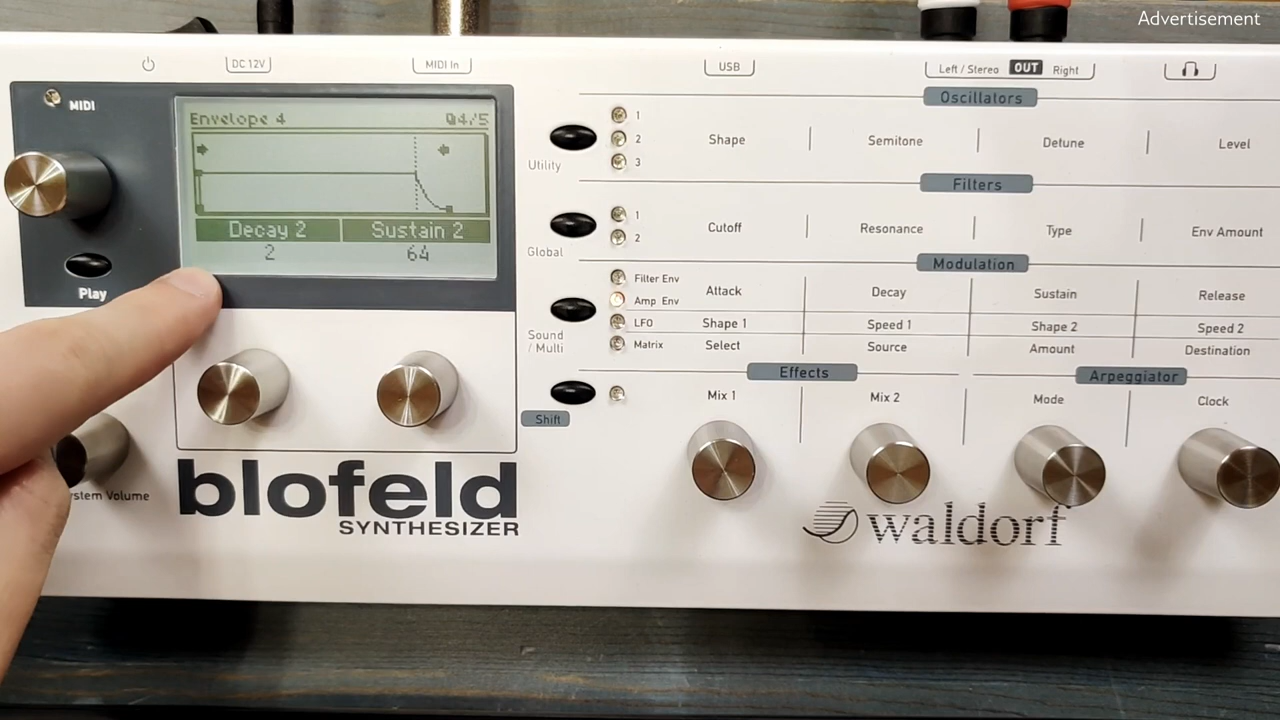 Advertisement
DC 12V
MIDI In
USB
Left / Stereo OUT Right
MIDI
Envelope 4
04/5
Decay 2 Sustain 2
2 64
Play
ystem Volume
blofeld
SYNTHESIZER
Utility
Global
Sound
/ Multi
Shift
Oscillators
1
2
3
Shape Semitone Detune Level
Filters
1
2
Cutoff Resonance Type Env Amount
Modulation
Filter Env
Amp Env
Attack Decay Sustain Release
LFO Shape 1 Speed 1 Shape 2 Speed 2
Matrix Select Source Amount Destination
Effects Arpeggiator
Mix 1 Mix 2 Mode Clock
waldorf